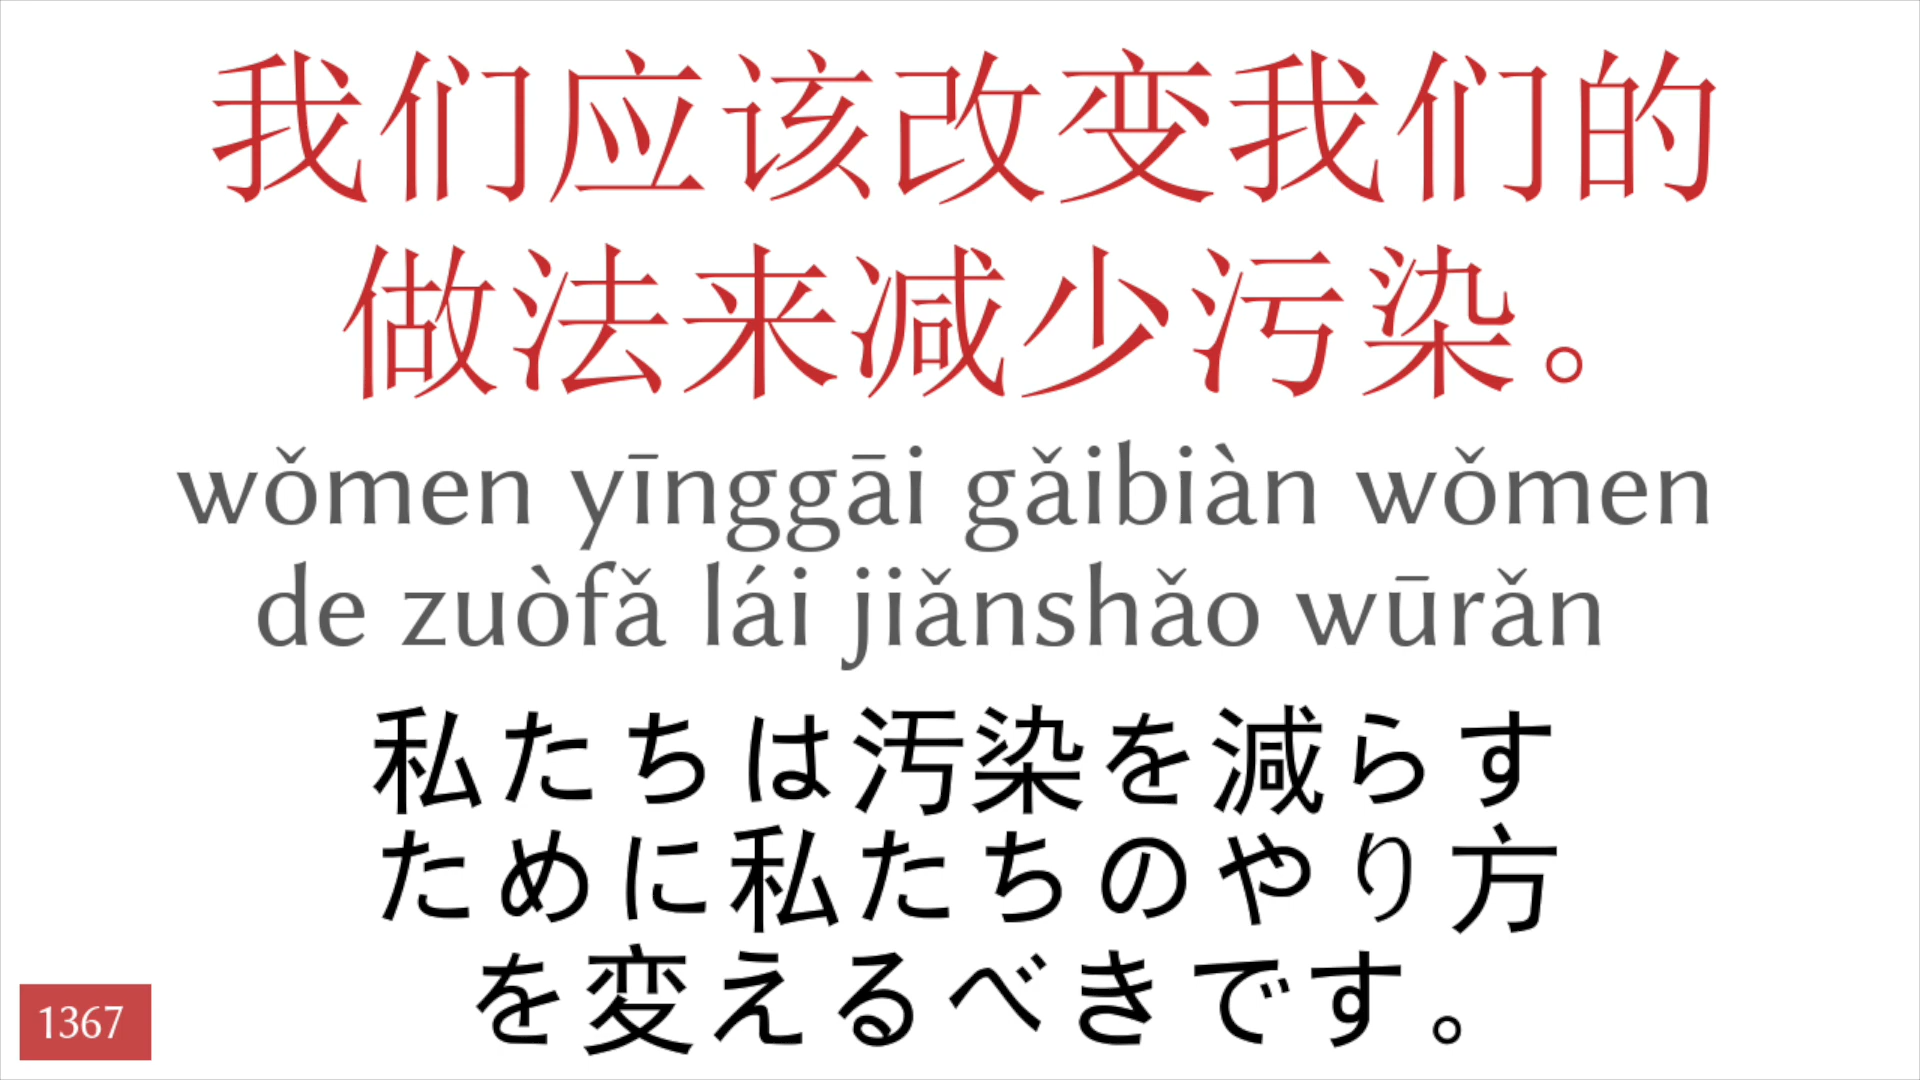 我们应该改变我们的
做法来减少污染。
wǒmen yīnggāi gǎibiàn wǒmen
de zuòfǎ lái jiǎnshǎo wūrǎn
私たちは汚染を減らす
ために私たちのやり方
を変えるべきです。
1367